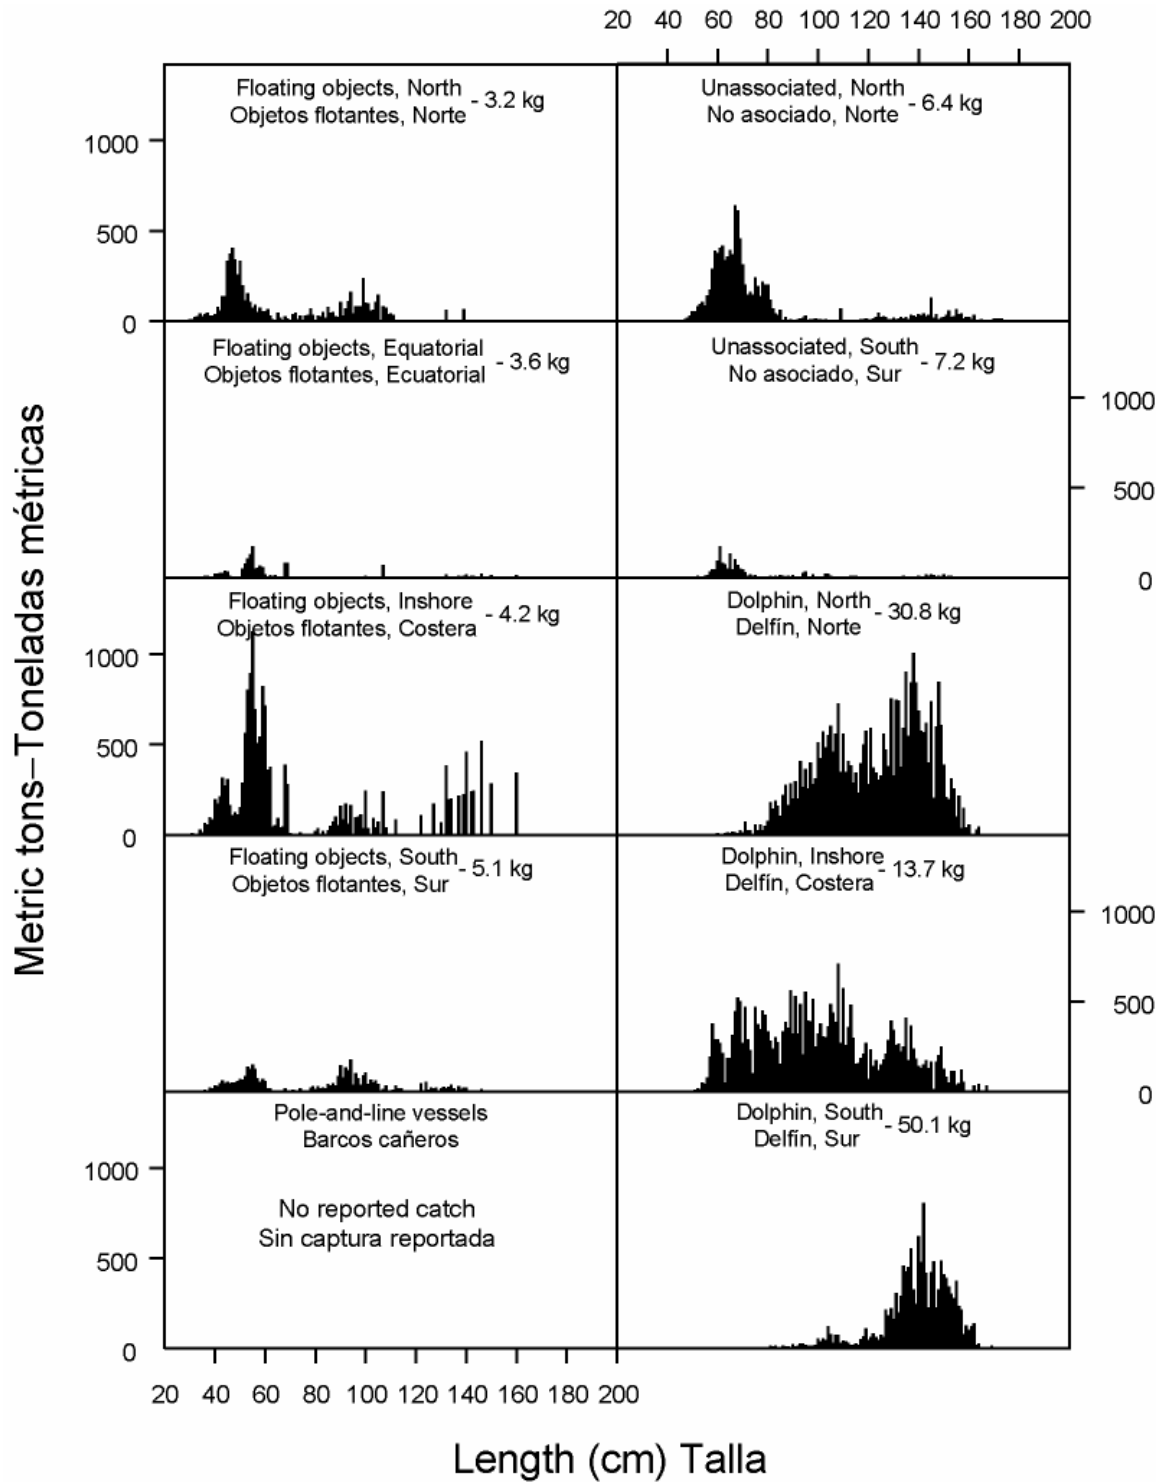 20 40 60 80 100 120 140 160 180 200
Floating objects, North
Objetos flotantes, Norte
- 3.2 kg
Unassociated, North
No asociado, Norte
- 6.4 kg
1000
500
0
Floating objects, Equatorial
Objetos flotantes, Ecuatorial
- 3.6 kg
Unassociated, South
No asociado, Sur
- 7.2 kg
1000
500
0
Floating objects, Inshore
Objetos flotantes, Costera
- 4.2 kg
Dolphin, North
Delfín, Norte
- 30.8 kg
1000
500
0
Floating objects, South
Objetos flotantes, Sur
- 5.1 kg
Dolphin, Inshore
Delfín, Costera
- 13.7 kg
1000
500
0
Pole-and-line vessels
Barcos cañeros
No reported catch
Sin captura reportada
Dolphin, South
Delfín, Sur
- 50.1 kg
1000
500
0
20 40 60 80 100 120 140 160 180 200
Metric tons–Toneladas métricas
Length (cm) Talla